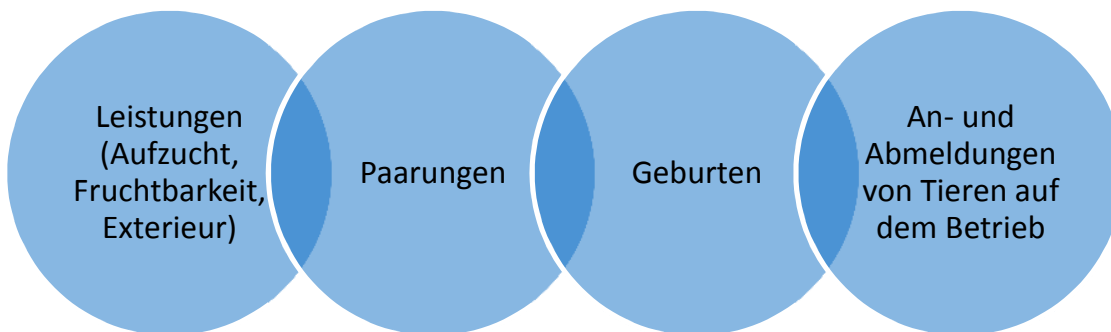 Leistungen
(Aufzucht,
Fruchtbarkeit,
Exterieur)
Paarungen
Geburten
An- und
Abmeldungen
von Tieren auf
dem Betrieb